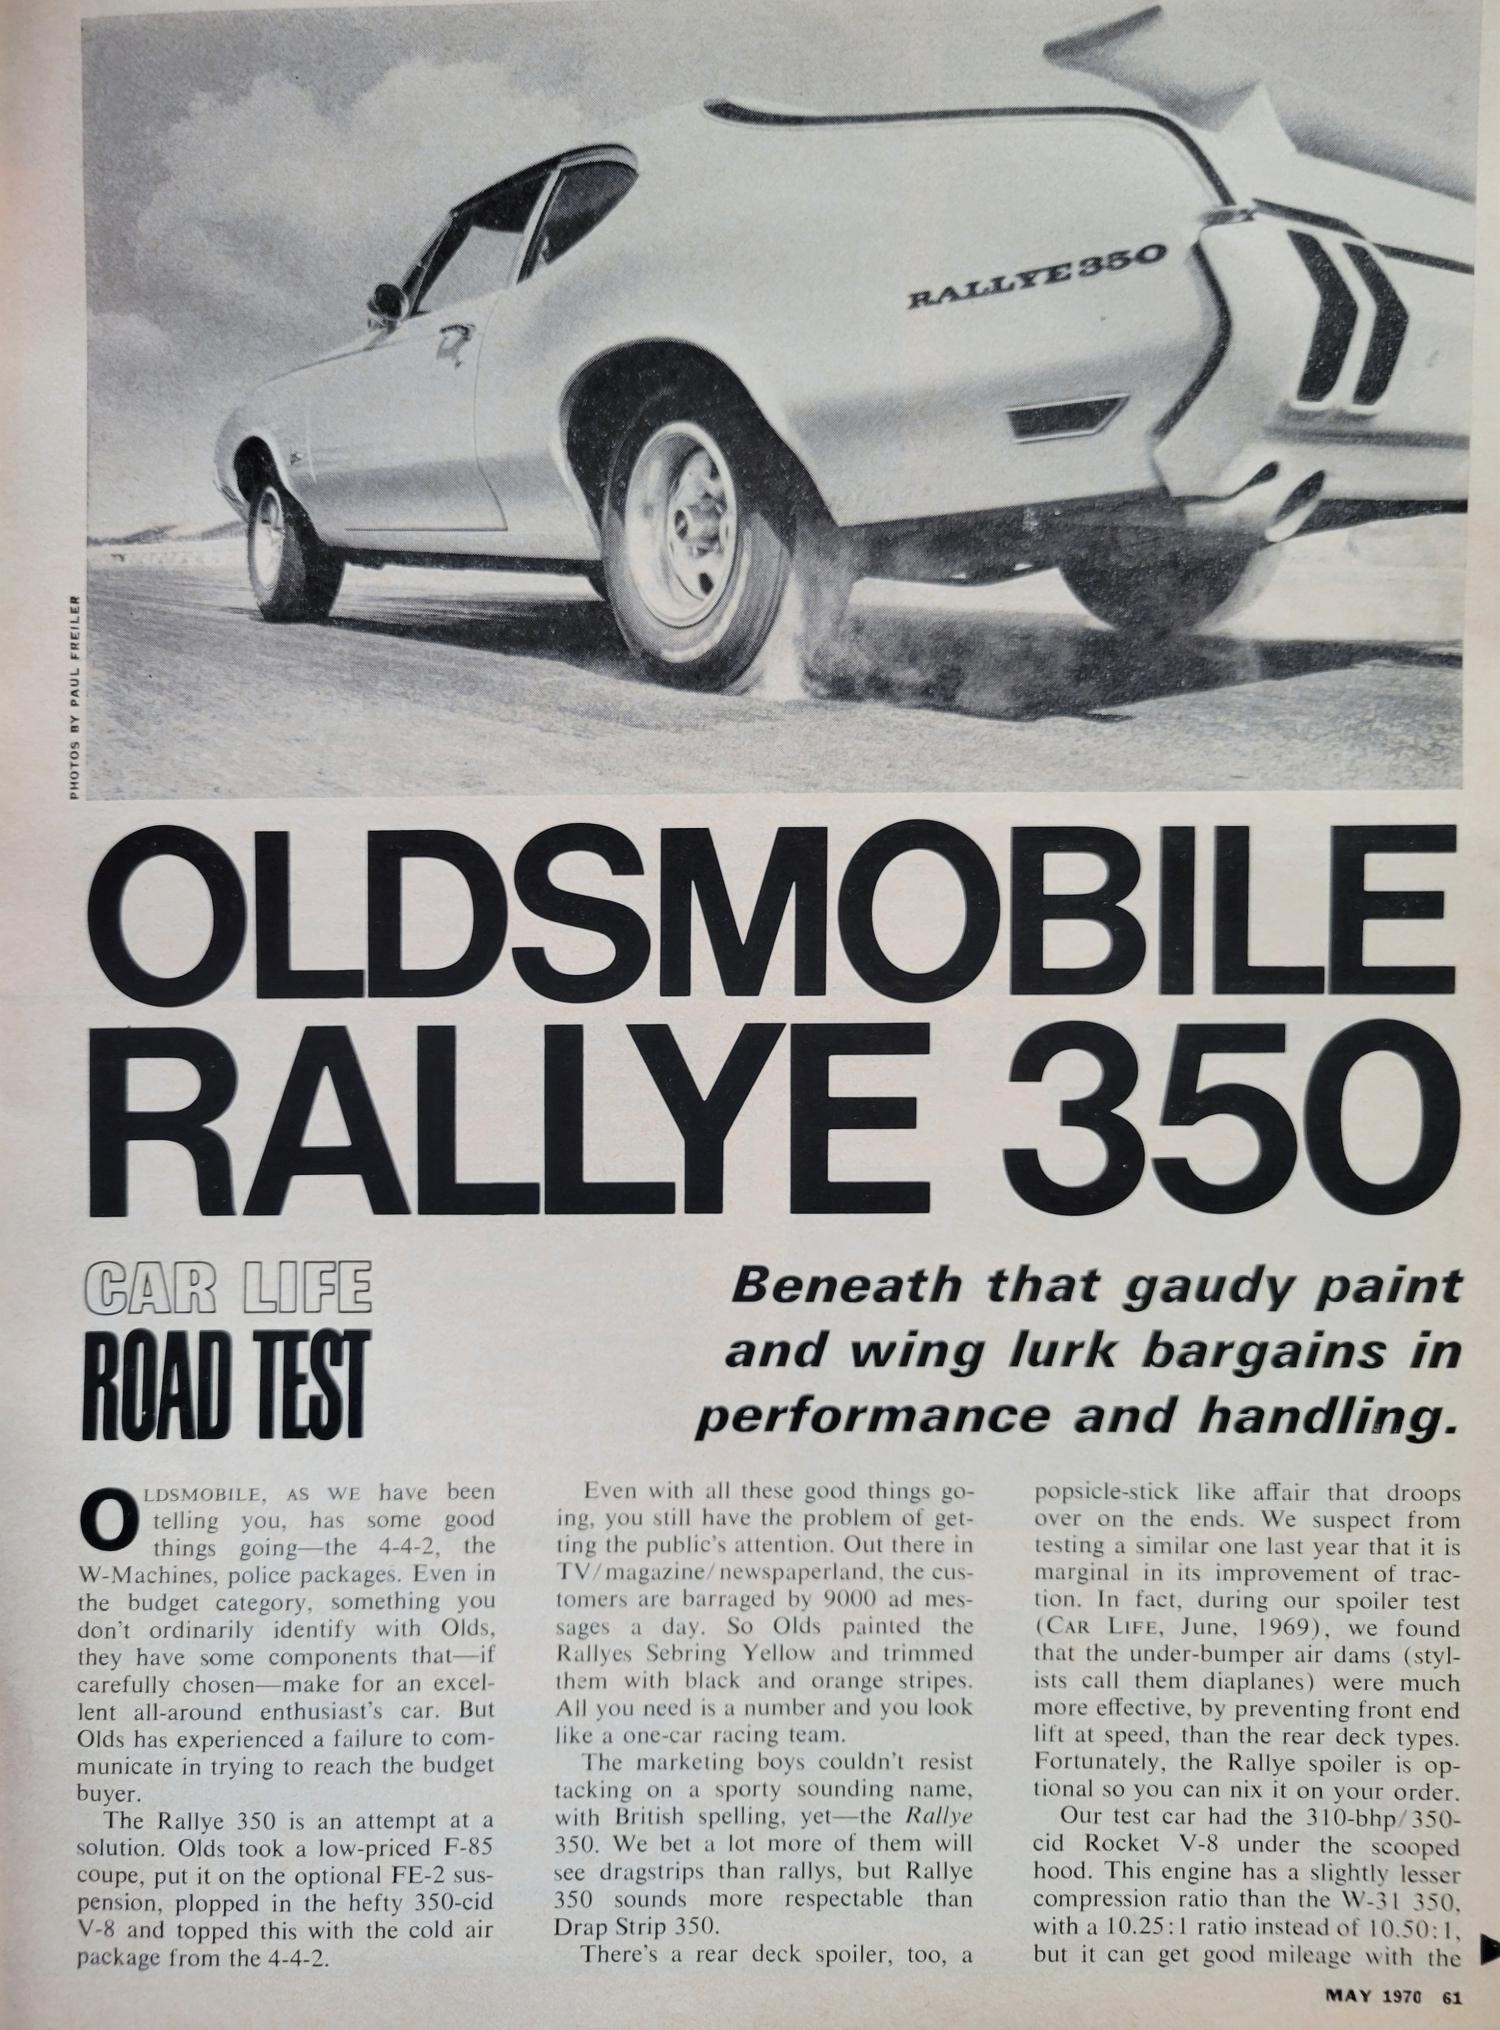 RALLYE 350
PHOTOS BY PAUL FREILER
OLDSMOBILE
RALLYE 350
CAR LIFE
ROAD TEST
Beneath that gaudy paint
and wing lurk bargains in
performance and handling.
OLDSMOBILE, AS WE have been
telling you, has some good
things going—the 4-4-2, the
W-Machines, police packages. Even in
the budget category, something you
don't ordinarily identify with Olds,
they have some components that—if
carefully chosen—make for an excel-
lent all-around enthusiast's car. But
Olds has experienced a failure to com-
municate in trying to reach the budget
buyer.
The Rallye 350 is an attempt at a
solution. Olds took a low-priced F-85
coupe, put it on the optional FE-2 sus-
pension, plopped in the hefty 350-cid
V-8 and topped this with the cold air
package from the 4-4-2.
Even with all these good things go-
ing, you still have the problem of get-
ting the public's attention. Out there in
TV/magazine/newspaperland, the cus-
tomers are barraged by 9000 ad mes-
sages a day. So Olds painted the
Rallyes Sebring Yellow and trimmed
them with black and orange stripes.
All you need is a number and you look
like a one-car racing team.
The marketing boys couldn't resist
tacking on a sporty sounding name,
with British spelling, yet—the Rallye
350. We bet a lot more of them will
see dragstrips than rallys, but Rallye
350 sounds more respectable than
Drap Strip 350.
There's a rear deck spoiler, too, a
popsicle-stick like affair that droops
over on the ends. We suspect from
testing a similar one last year that it is
marginal in its improvement of trac-
tion. In fact, during our spoiler test
(CAR LIFE, June, 1969), we found
that the under-bumper air dams (styl-
ists call them diaplanes) were much
more effective, by preventing front end
lift at speed, than the rear deck types.
Fortunately, the Rallye spoiler is op-
tional so you can nix it on your order.
Our test car had the 310-bhp/350-
cid Rocket V-8 under the scooped
hood. This engine has a slightly lesser
compression ratio than the W-31 350,
with a 10.25:1 ratio instead of 10.50:1,
but it can get good mileage with the
MAY 1970 61